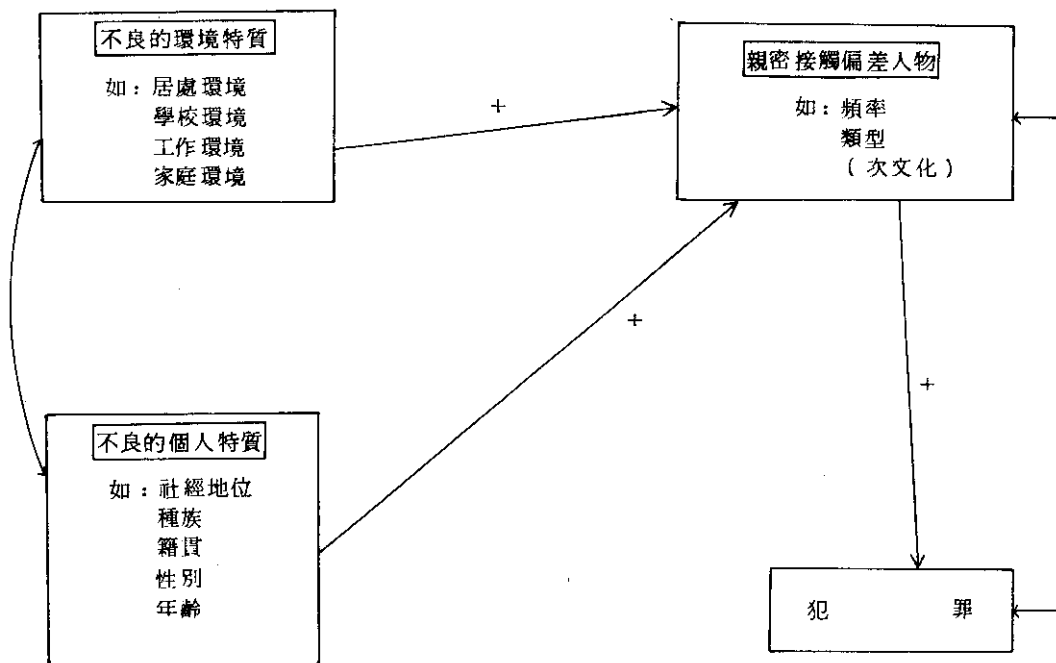 不良的環境特質
如：居處環境
學校環境
工作環境
家庭環境
親密接觸偏差人物
如：頻率
類型
（次文化）
+
+
+
不良的個人特質
如：社經地位
種族
籍貫
性別
年齡
犯 罪